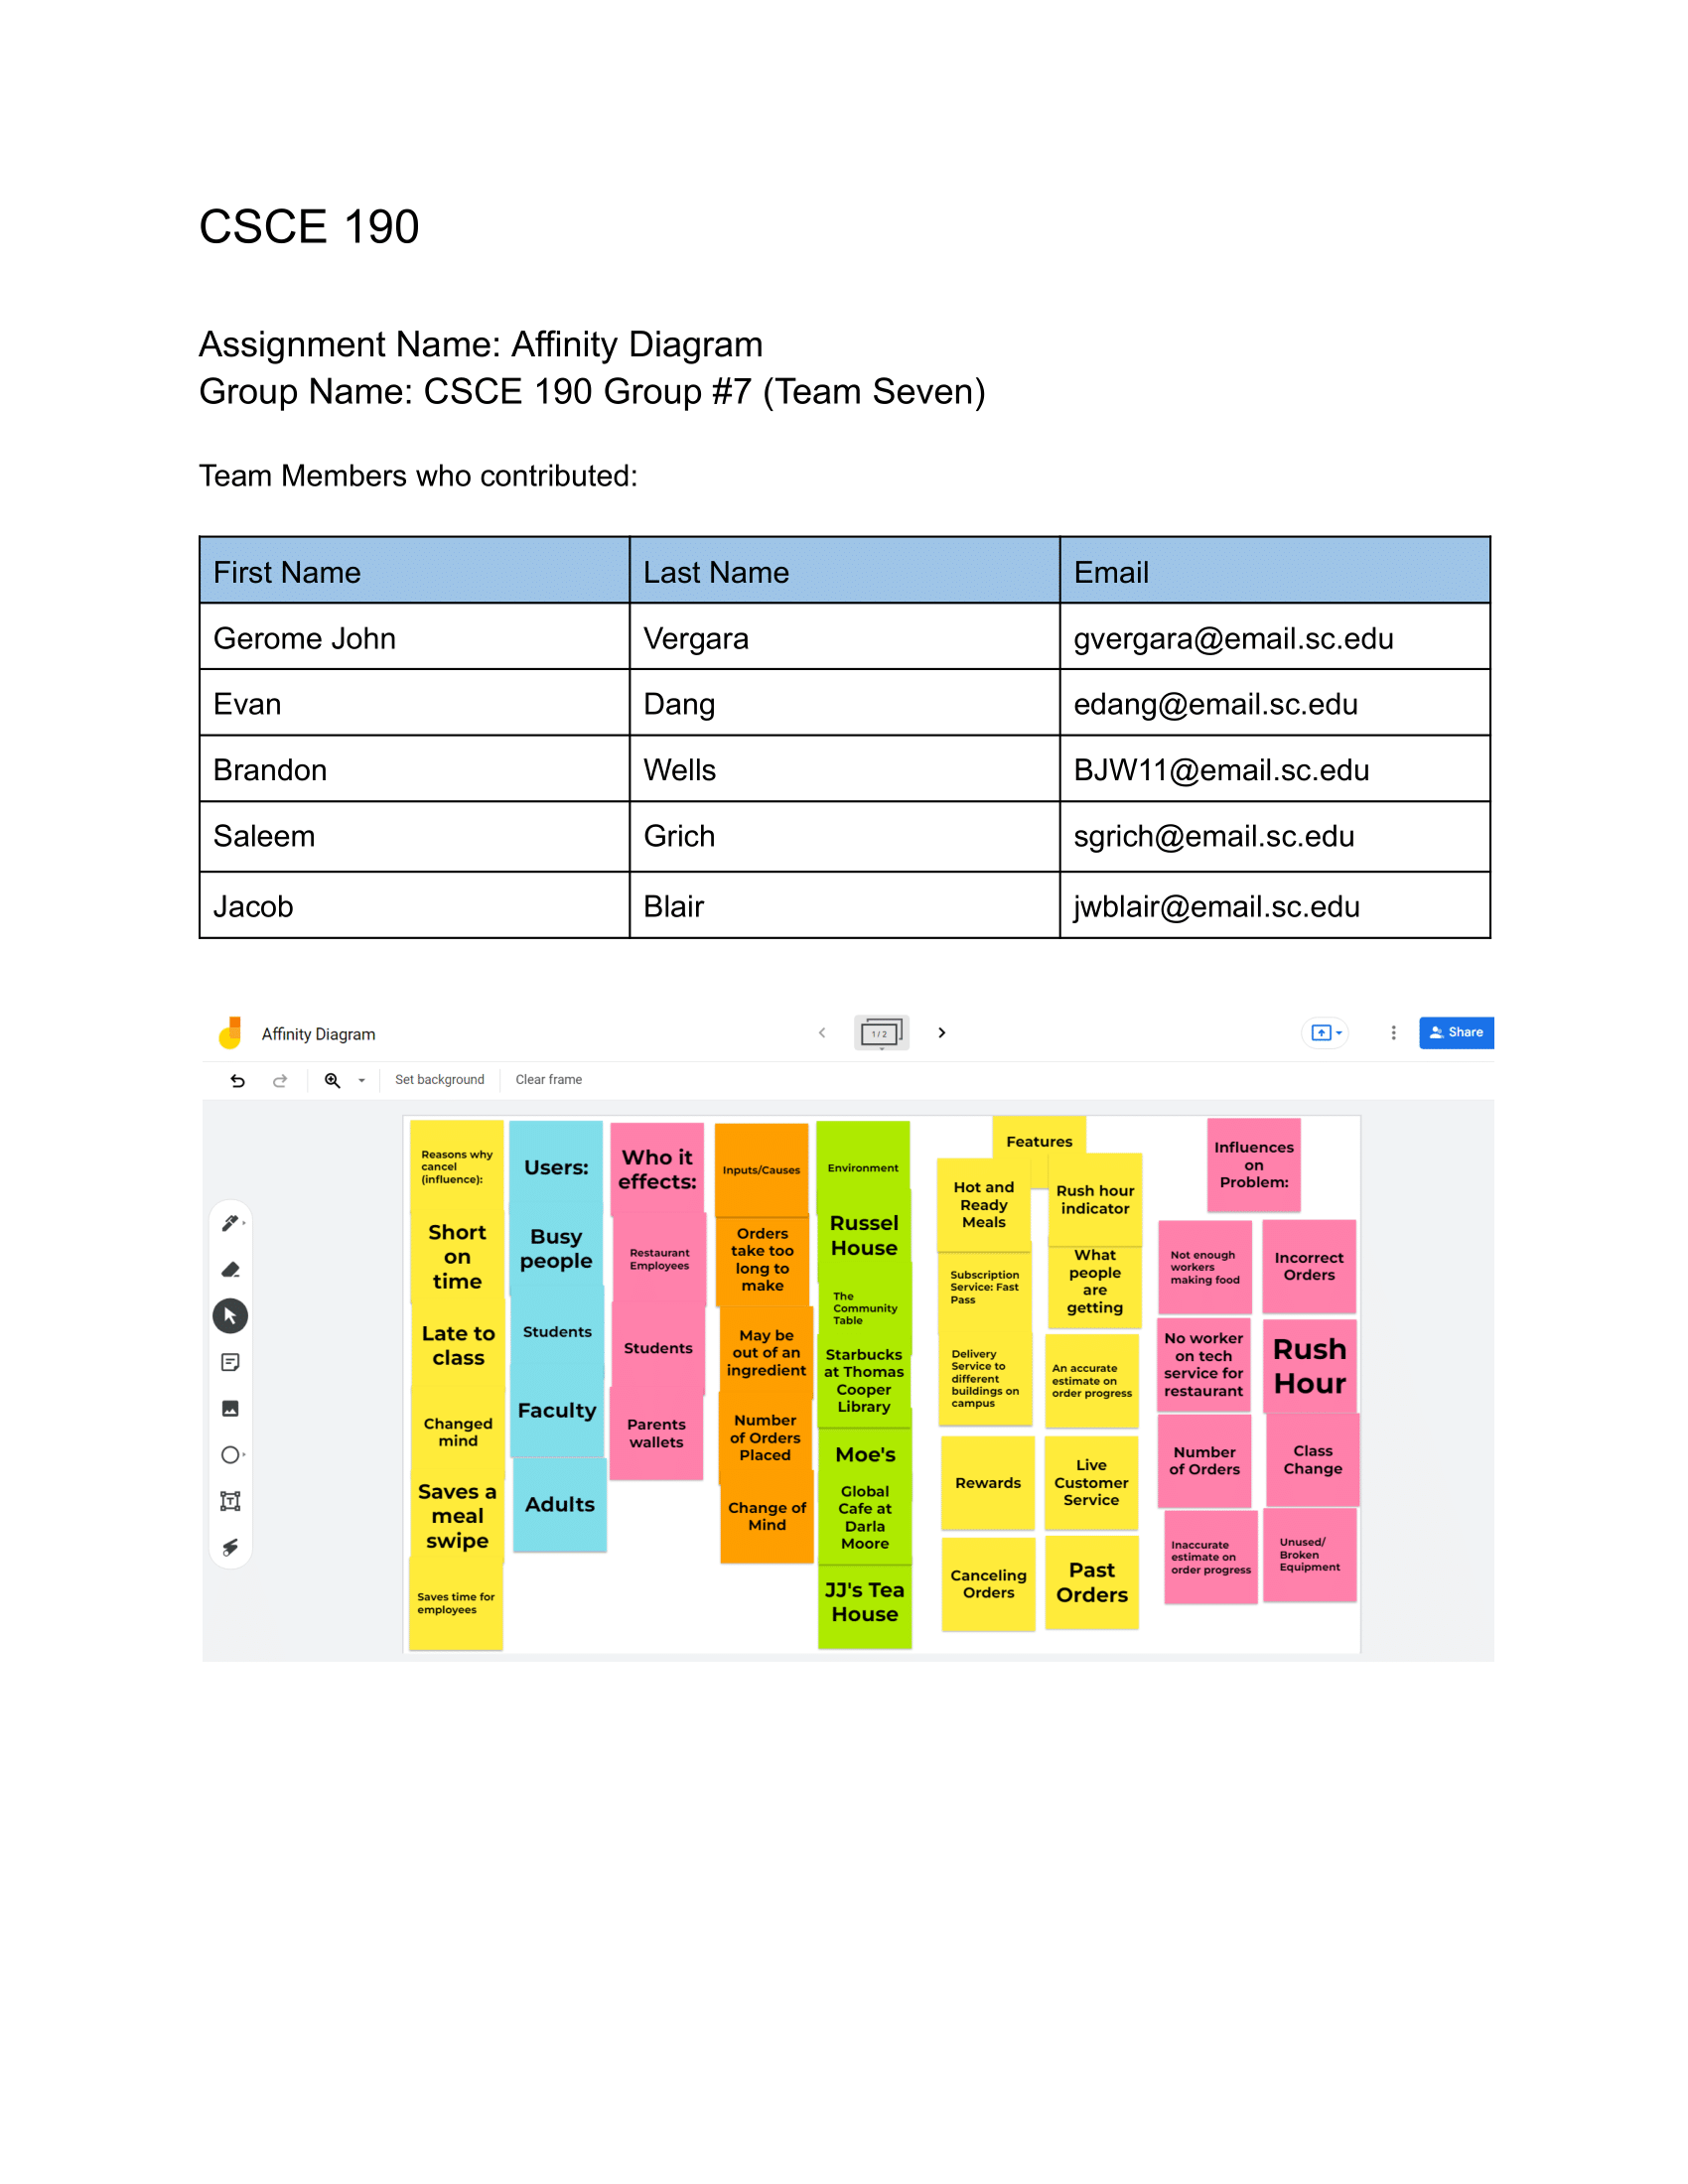 CSCE 190
Assignment Name: Affinity Diagram
Group Name: CSCE 190 Group #7 (Team Seven)
Team Members who contributed:
First Name Last Name Email
Gerome John Vergara gvergara@email.sc.edu
Evan Dang edang@email.sc.edu
Brandon Wells BJW11@email.sc.edu
Saleem Grich sgrich@email.sc.edu
Jacob Blair jwblair@email.sc.edu
Affinity Diagram
1 / 2
Share
Set background
Clear frame
Reasons why
cancel
(influence):
Short
on
time
Late to
class
Changed
mind
Saves a
meal
swipe
Saves time for
employees
Users:
Busy
people
Students
Faculty
Adults
Who it
effects:
Restaurant
Employees
Students
Parents
wallets
Inputs/Causes
Orders
take too
long to
make
May be
out of an
ingredient
Number
of Orders
Placed
Change of
Mind
Environment
Russel
House
The
Community
Table
Starbucks
at Thomas
Cooper
Library
Moe's
Global
Cafe at
Darla
Moore
JJ's Tea
House
Features
Hot and
Ready
Meals
Rush hour
indicator
Subscription
Service: Fast
Pass
What
people
are
getting
Delivery
Service to
different
buildings on
campus
An accurate
estimate on
order progress
Rewards
Live
Customer
Service
Canceling
Orders
Past
Orders
Influences
on
Problem:
Not enough
workers
making food
Incorrect
Orders
No worker
on tech
service for
restaurant
Rush
Hour
Number
of Orders
Class
Change
Inaccurate
estimate on
order progress
Unused/
Broken
Equipment